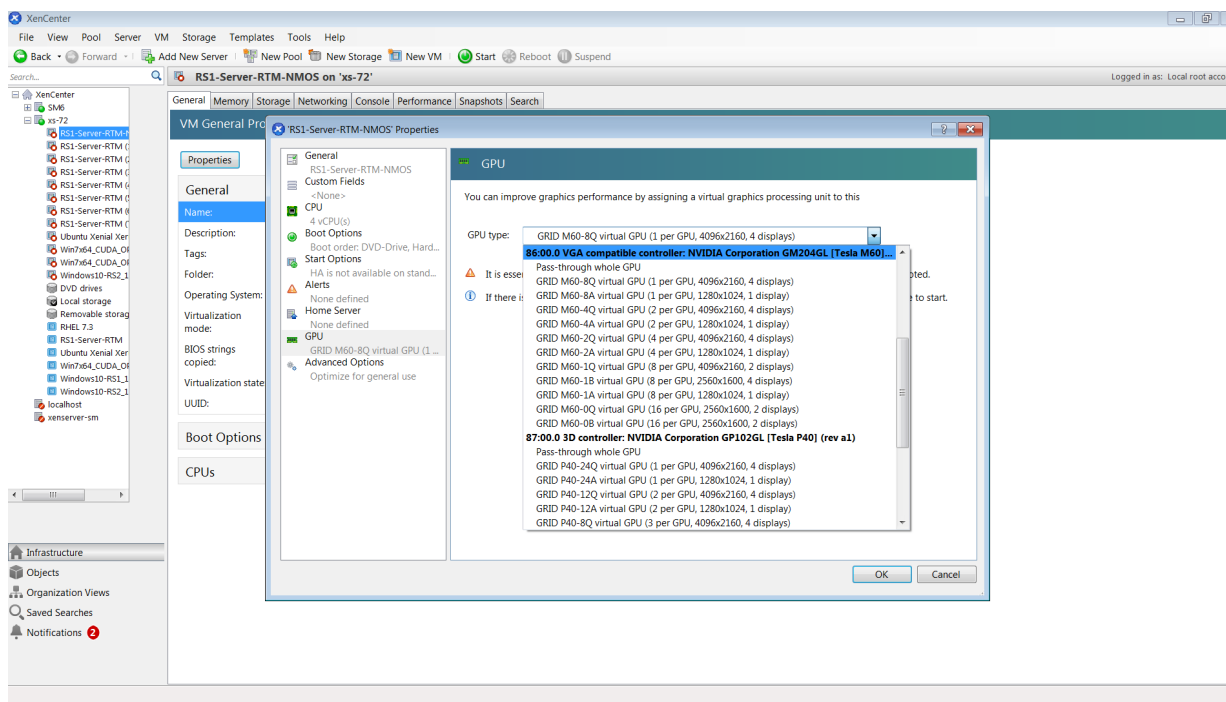 XenCenter
File View Pool Server VM Storage Templates Tools Help
Back Forward Add New Server New Pool New Storage New VM Start Reboot Suspend
Search...
RS1-Server-RTM-NMOS on 'xs-72'
Logged in as: Local root acco
XenCenter
SM6
xs-72
RS1-Server-RTM-N
RS1-Server-RTM (
RS1-Server-RTM (
RS1-Server-RTM (
RS1-Server-RTM (
RS1-Server-RTM (
RS1-Server-RTM (
RS1-Server-RTM (
Ubuntu Xenial Xer
Win7x64_CUDA_OF
Win7x64_CUDA_OF
Windows10-RS2_1
DVD drives
Local storage
Removable storag
RHEL 7.3
RS1-Server-RTM
Ubuntu Xenial Xer
Win7x64_CUDA_OF
Windows10-RS1_1
Windows10-RS2_1
localhost
xenserver-sm
Infrastructure
Objects
Organization Views
Saved Searches
Notifications 2
General Memory Storage Networking Console Performance Snapshots Search
VM General Pro
Properties
General
Name:
Description:
Tags:
Folder:
Operating System:
Virtualization
mode:
BIOS strings
copied:
Virtualization state
UUID:
Boot Options
CPUs
'RS1-Server-RTM-NMOS' Properties
General
RS1-Server-RTM-NMOS
Custom Fields
<None>
CPU
4 vCPU(s)
Boot Options
Boot order: DVD-Drive, Hard...
Start Options
HA is not available on stand...
Alerts
None defined
Home Server
None defined
GPU
GRID M60-8Q virtual GPU (1 ...
Advanced Options
Optimize for general use
GPU
You can improve graphics performance by assigning a virtual graphics processing unit to this
GPU type: GRID M60-8Q virtual GPU (1 per GPU, 4096x2160, 4 displays)
It is esse
pted.
If there i
to start.
86:00.0 VGA compatible controller: NVIDIA Corporation GM204GL [Tesla M60]...
Pass-through whole GPU
GRID M60-8Q virtual GPU (1 per GPU, 4096x2160, 4 displays)
GRID M60-8A virtual GPU (1 per GPU, 1280x1024, 1 display)
GRID M60-4Q virtual GPU (2 per GPU, 4096x2160, 4 displays)
GRID M60-4A virtual GPU (2 per GPU, 1280x1024, 1 display)
GRID M60-2Q virtual GPU (4 per GPU, 4096x2160, 4 displays)
GRID M60-2A virtual GPU (4 per GPU, 1280x1024, 1 display)
GRID M60-1Q virtual GPU (8 per GPU, 4096x2160, 2 displays)
GRID M60-1B virtual GPU (8 per GPU, 2560x1600, 4 displays)
GRID M60-1A virtual GPU (8 per GPU, 1280x1024, 1 display)
GRID M60-0Q virtual GPU (16 per GPU, 2560x1600, 2 displays)
GRID M60-0B virtual GPU (16 per GPU, 2560x1600, 2 displays)
87:00.0 3D controller: NVIDIA Corporation GP102GL [Tesla P40] (rev a1)
Pass-through whole GPU
GRID P40-24Q virtual GPU (1 per GPU, 4096x2160, 4 displays)
GRID P40-24A virtual GPU (1 per GPU, 1280x1024, 1 display)
GRID P40-12Q virtual GPU (2 per GPU, 4096x2160, 4 displays)
GRID P40-12A virtual GPU (2 per GPU, 1280x1024, 1 display)
GRID P40-8Q virtual GPU (3 per GPU, 4096x2160, 4 displays)
OK Cancel